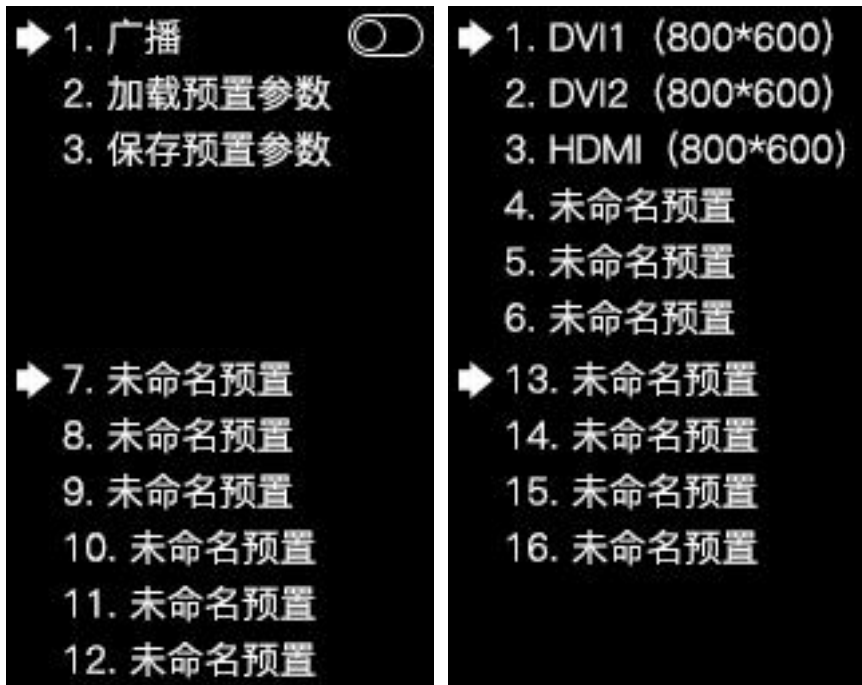 1. 广播
2. 加载预置参数
3. 保存预置参数
1. DVI1（800*600）
2. DVI2（800*600）
3. HDMI（800*600）
4. 未命名预置
5. 未命名预置
6. 未命名预置
7. 未命名预置
8. 未命名预置
9. 未命名预置
10. 未命名预置
11. 未命名预置
12. 未命名预置
13. 未命名预置
14. 未命名预置
15. 未命名预置
16. 未命名预置